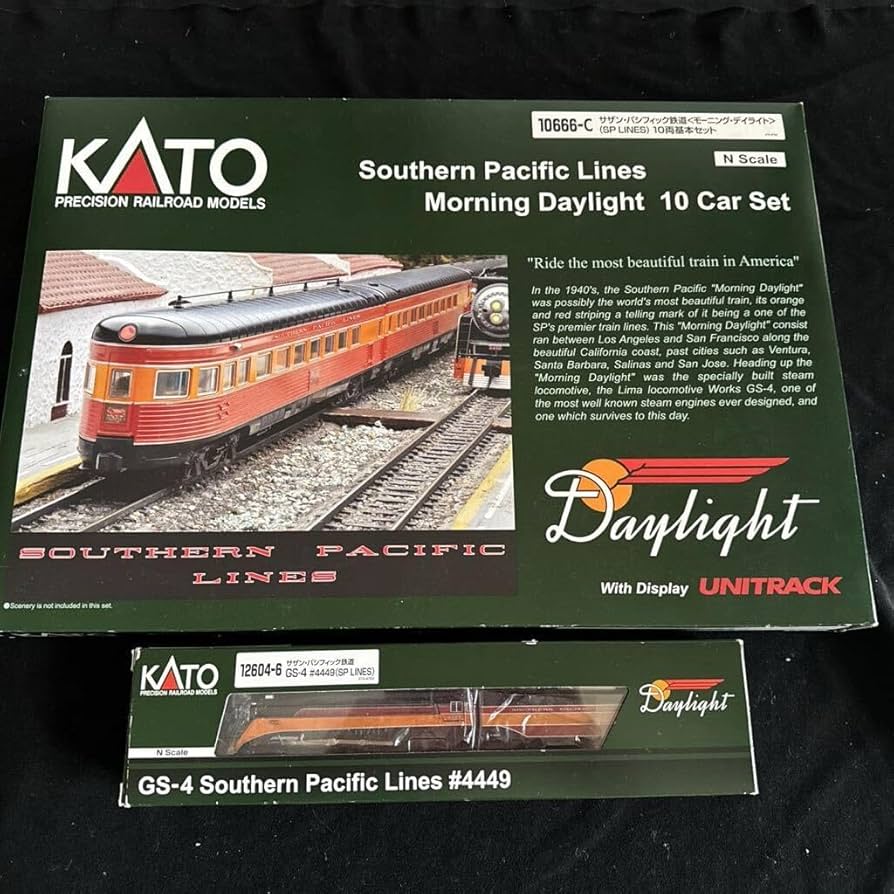 KATO
PRECISION RAILROAD MODELS
10666-C サザン・パシフィック鉄道<モーニング・デイライト>
(SP LINES) 10両基本セット
N Scale
Southern Pacific Lines
Morning Daylight 10 Car Set
"Ride the most beautiful train in America"
In the 1940's, the Southern Pacific "Morning Daylight"
was possibly the world's most beautiful train, its orange
and red striping a telling mark of it being a one of the
SP's premier train lines. This "Morning Daylight" consist
ran between Los Angeles and San Francisco along the
beautiful California coast, past cities such as Ventura,
Santa Barbara, Salinas and San Jose. Heading up the
"Morning Daylight" was the specially built steam
locomotive, the Lima locomotive Works GS-4, one of
the most well known steam engines ever designed, and
one which survives to this day.
SOUTHERN PACIFIC LINES
Daylight
SOUTHERN PACIFIC
LINES
With Display UNITRACK
●Scenery is not included in this set.
KATO
PRECISION RAILROAD MODELS
12604-6 サザン・パシフィック鉄道
GS-4 #4449(SP LINES)
Daylight
N Scale
GS-4 Southern Pacific Lines #4449